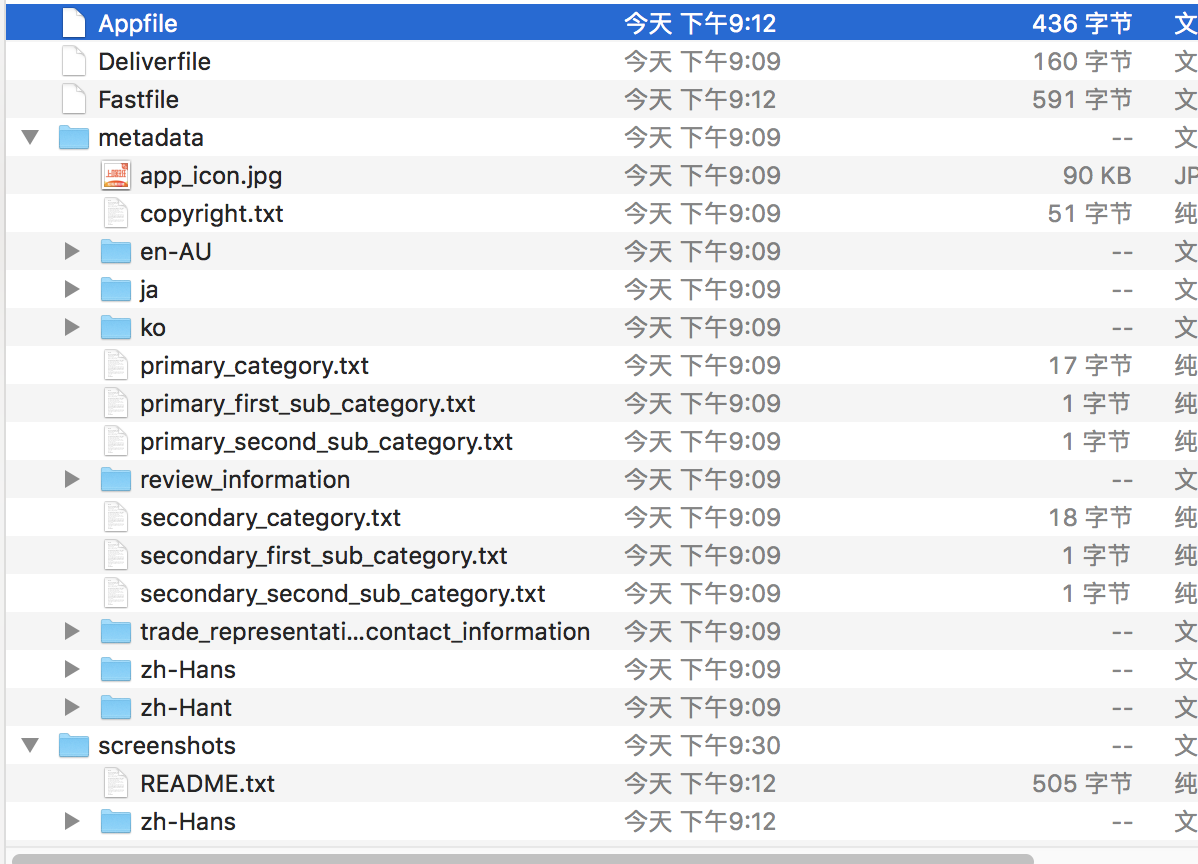 Appfile 今天 下午9:12 436 字节 文
Deliverfile 今天 下午9:09 160 字节 文
Fastfile 今天 下午9:12 591 字节 文
metadata 今天 下午9:09 -- 文
app_icon.jpg 今天 下午9:09 90 KB JP
copyright.txt 今天 下午9:09 51 字节 纯
en-AU 今天 下午9:09 -- 文
ja 今天 下午9:09 -- 文
ko 今天 下午9:09 -- 文
primary_category.txt 今天 下午9:09 17 字节 纯
primary_first_sub_category.txt 今天 下午9:09 1 字节 纯
primary_second_sub_category.txt 今天 下午9:09 1 字节 纯
review_information 今天 下午9:09 -- 文
secondary_category.txt 今天 下午9:09 18 字节 纯
secondary_first_sub_category.txt 今天 下午9:09 1 字节 纯
secondary_second_sub_category.txt 今天 下午9:09 1 字节 纯
trade_representati...contact_information 今天 下午9:09 -- 文
zh-Hans 今天 下午9:09 -- 文
zh-Hant 今天 下午9:09 -- 文
screenshots 今天 下午9:30 -- 文
README.txt 今天 下午9:12 505 字节 纯
zh-Hans 今天 下午9:12 -- 文